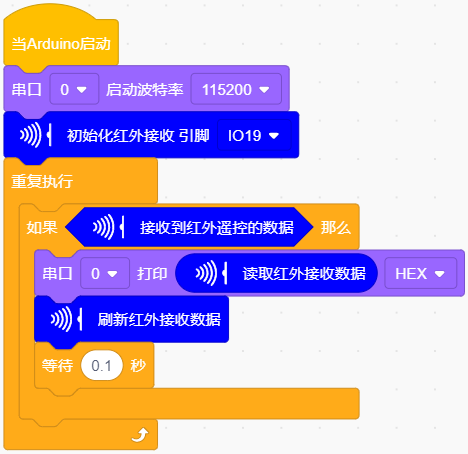 当Arduino启动
串口 0 启动波特率 115200
初始化红外接收 引脚 IO19
重复执行
如果 接收到红外遥控的数据 那么
串口 0 打印 读取红外接收数据 HEX
刷新红外接收数据
等待 0.1 秒